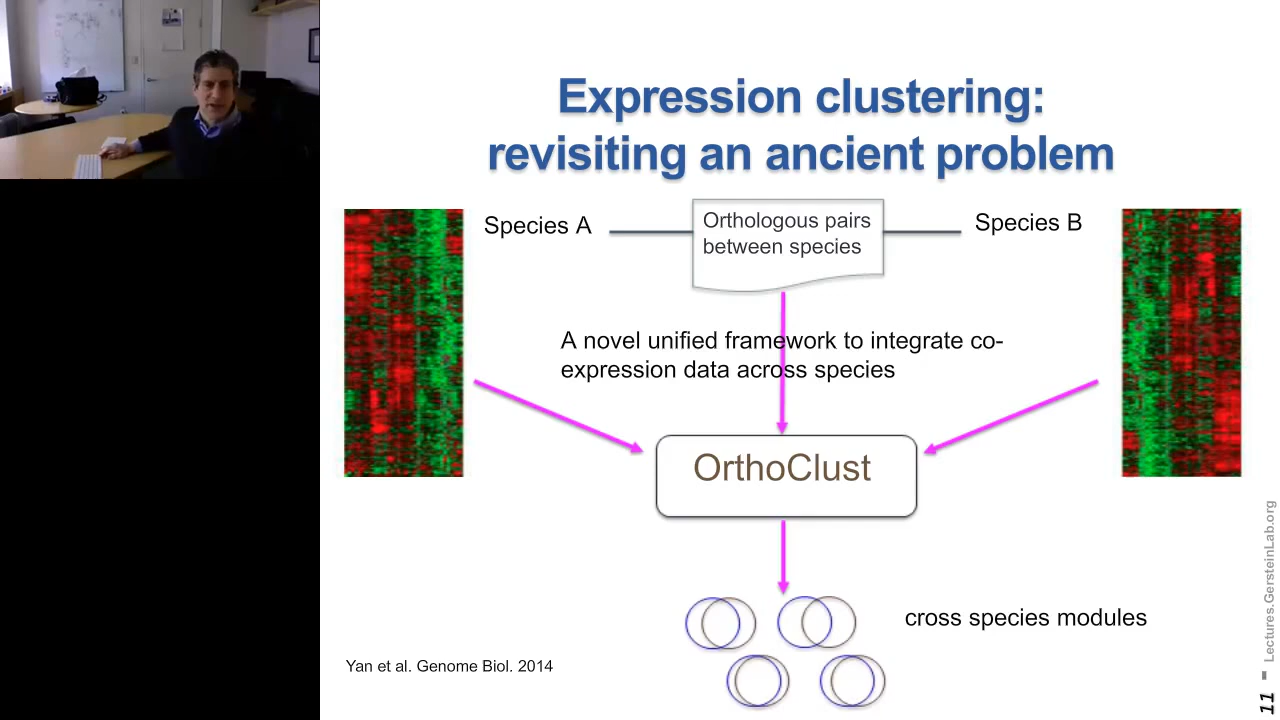 Expression clustering:
revisiting an ancient problem
Species A
Orthologous pairs
between species
Species B
A novel unified framework to integrate co-
expression data across species
OrthoClust
cross species modules
Yan et al. Genome Biol. 2014
11 - Lectures.GersteinLab.org